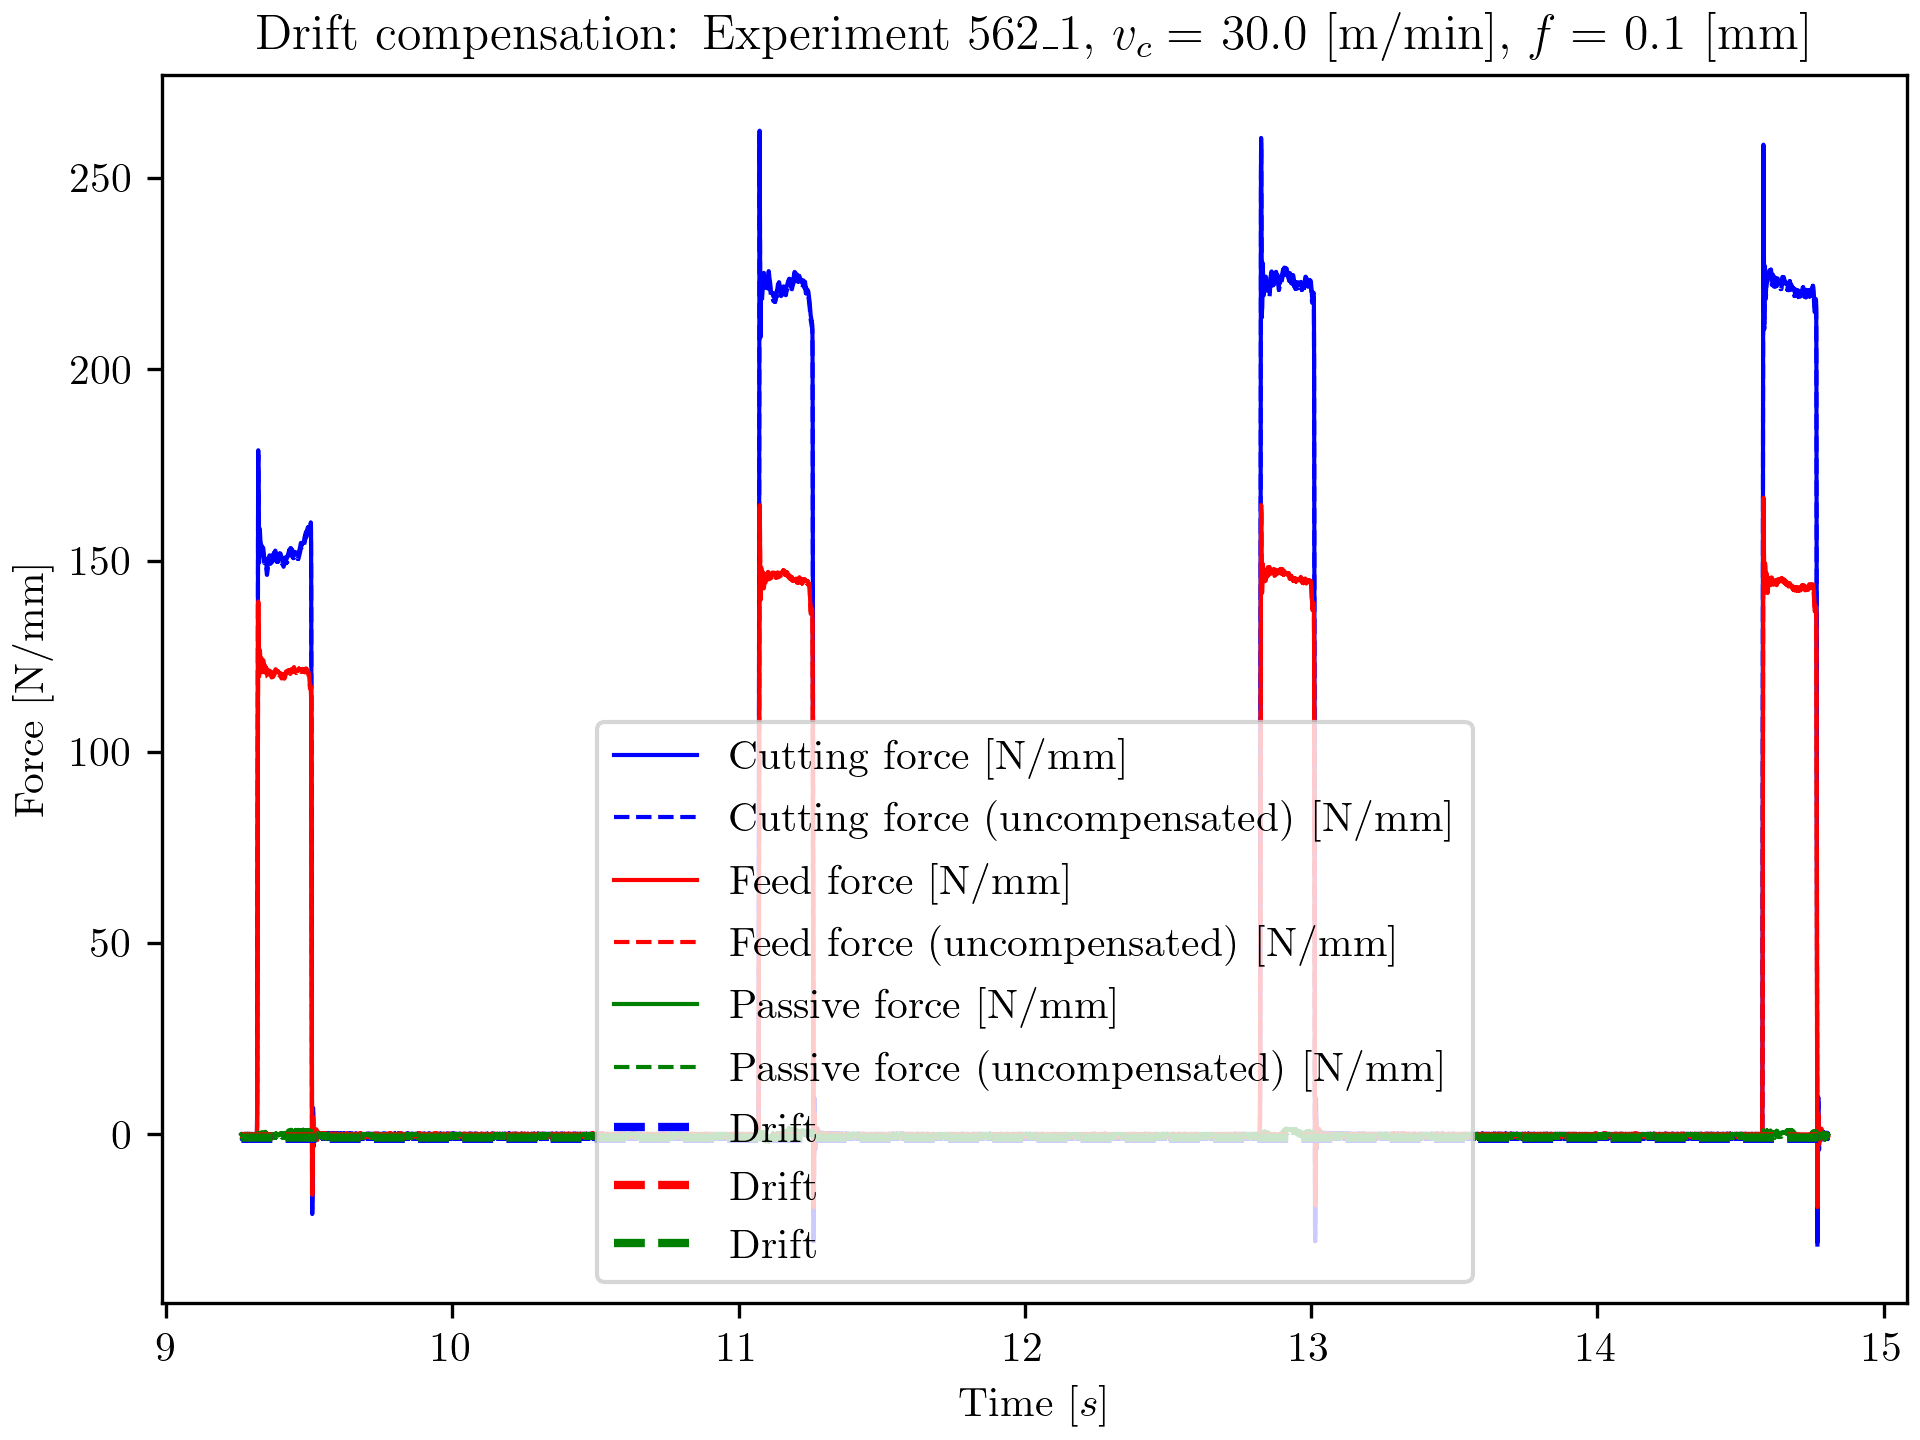 Drift compensation: Experiment 562_1, v_c = 30.0 [m/min], f = 0.1 [mm]
Force [N/mm]
250
200
150
100
50
0
Cutting force [N/mm]
Cutting force (uncompensated) [N/mm]
Feed force [N/mm]
Feed force (uncompensated) [N/mm]
Passive force [N/mm]
Passive force (uncompensated) [N/mm]
Drift
Drift
Drift
9 10 11 12 13 14 15
Time [s]